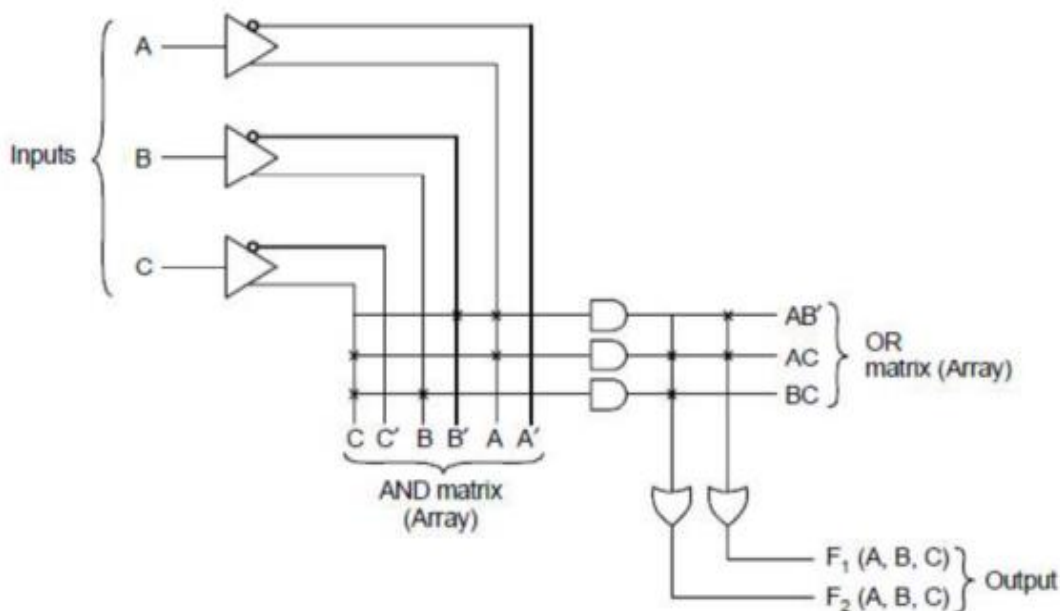 Inputs
A
B
C
AB′
AC
BC
OR
matrix (Array)
C C′ B B′ A A′
AND matrix
(Array)
F₁ (A, B, C)
F₂ (A, B, C)
Output